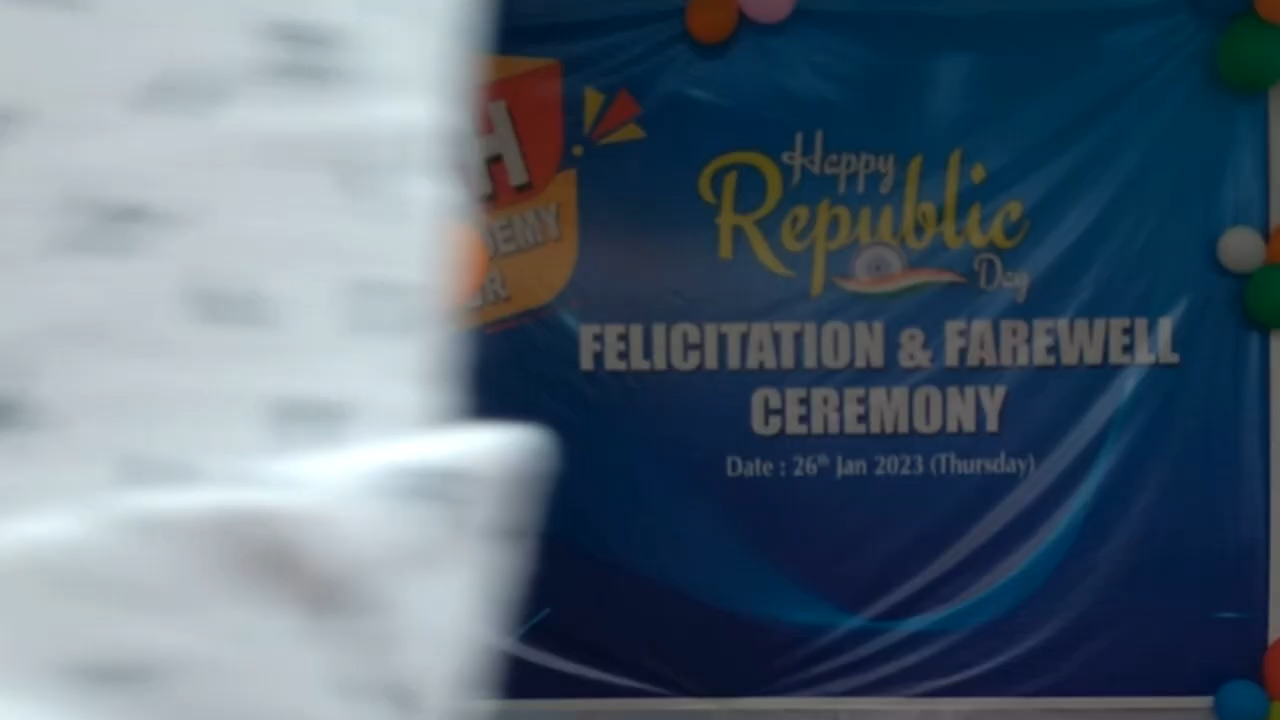 H
Happy
Republic
Day
FELICITATION & FAREWELL
CEREMONY
Date : 26th Jan 2023 (Thursday)